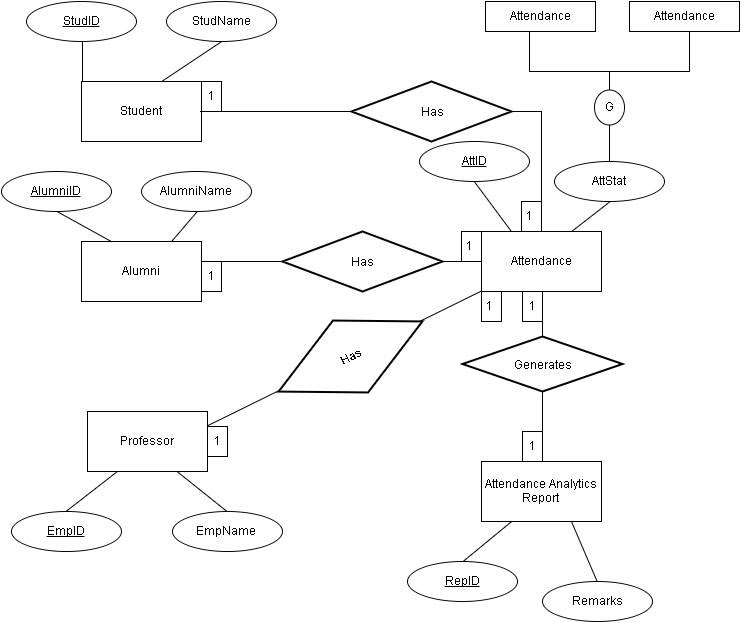 StudID
StudName
Attendance
Attendance
1
Student
Has
G
AttID
AttStat
AlumniID
AlumniName
1
1
Alumni
1
Has
Attendance
1
1
Has
Generates
Professor
1
1
Attendance Analytics
Report
EmpID
EmpName
RepID
Remarks